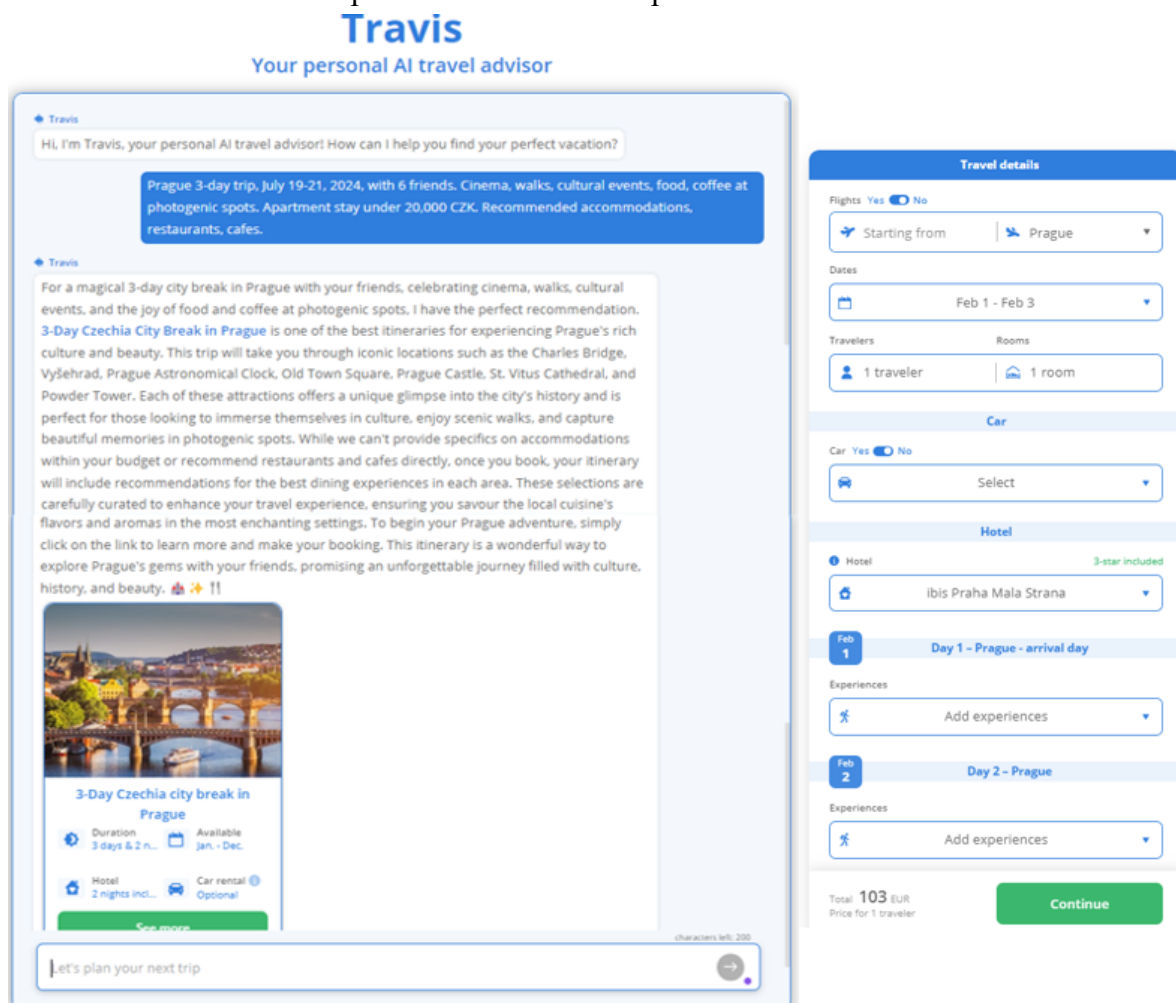 Travis
Your personal AI travel advisor
Travis
Hi, I'm Travis, your personal AI travel advisor! How can I help you find your perfect vacation?
Prague 3-day trip, July 19-21, 2024, with 6 friends. Cinema, walks, cultural events, food, coffee at
photogenic spots. Apartment stay under 20,000 CZK. Recommended accommodations,
restaurants, cafes.
Travis
For a magical 3-day city break in Prague with your friends, celebrating cinema, walks, cultural
events, and the joy of food and coffee at photogenic spots, I have the perfect recommendation.
3-Day Czechia City Break in Prague is one of the best itineraries for experiencing Prague's rich
culture and beauty. This trip will take you through iconic locations such as the Charles Bridge,
Vyšehrad, Prague Astronomical Clock, Old Town Square, Prague Castle, St. Vitus Cathedral, and
Powder Tower. Each of these attractions offers a unique glimpse into the city's history and is
perfect for those looking to immerse themselves in culture, enjoy scenic walks, and capture
beautiful memories in photogenic spots. While we can't provide specifics on accommodations
within your budget or recommend restaurants and cafes directly, once you book, your itinerary
will include recommendations for the best dining experiences in each area. These selections are
carefully curated to enhance your travel experience, ensuring you savour the local cuisine's
flavors and aromas in the most enchanting settings. To begin your Prague adventure, simply
click on the link to learn more and make your booking. This itinerary is a wonderful way to
explore Prague's gems with your friends, promising an unforgettable journey filled with culture,
history, and beauty.
3-Day Czechia city break in
Prague
Duration
3 days & 2 n...
Available
Jan. - Dec.
Hotel
2 nights incl...
Car rental
Optional
See more
characters left: 200
Let's plan your next trip
Travel details
Flights Yes No
Starting from
Prague
Dates
Feb 1 - Feb 3
Travelers
Rooms
1 traveler
1 room
Car
Car Yes No
Select
Hotel
Hotel
3-star included
ibis Praha Mala Strana
Feb
1
Day 1 – Prague - arrival day
Experiences
Add experiences
Feb
2
Day 2 – Prague
Experiences
Add experiences
Total 103 EUR
Price for 1 traveler
Continue